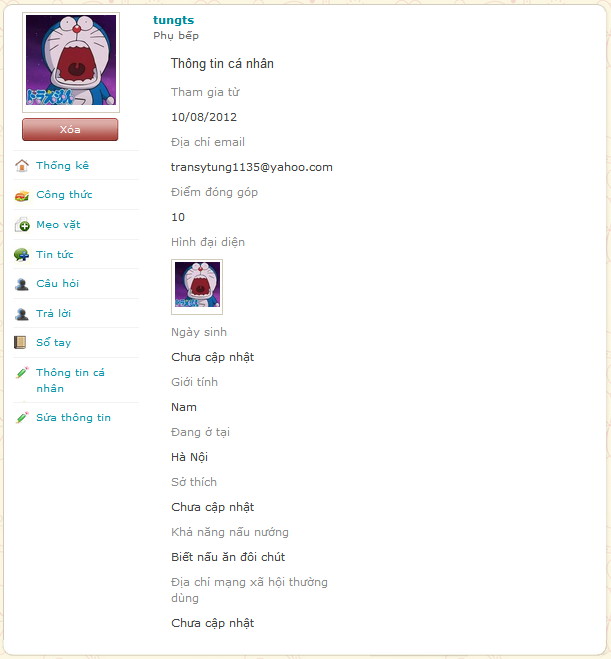 tungts
Phụ bếp
Xóa
Thống kê
Công thức
Mẹo vặt
Tin tức
Câu hỏi
Trả lời
Sổ tay
Thông tin cá
nhân
Sửa thông tin
Thông tin cá nhân
Tham gia từ
10/08/2012
Địa chỉ email
transytung1135@yahoo.com
Điểm đóng góp
10
Hình đại diện
Ngày sinh
Chưa cập nhật
Giới tính
Nam
Đang ở tại
Hà Nội
Sở thích
Chưa cập nhật
Khả năng nấu nướng
Biết nấu ăn đôi chút
Địa chỉ mạng xã hội thường
dùng
Chưa cập nhật